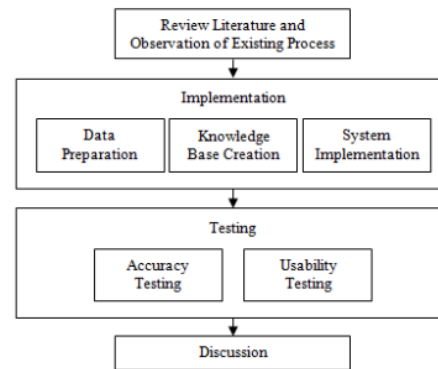 Review Literature and
Observation of Existing Process
Implementation
Data
Preparation
Knowledge
Base Creation
System
Implementation
Testing
Accuracy
Testing
Usability
Testing
Discussion